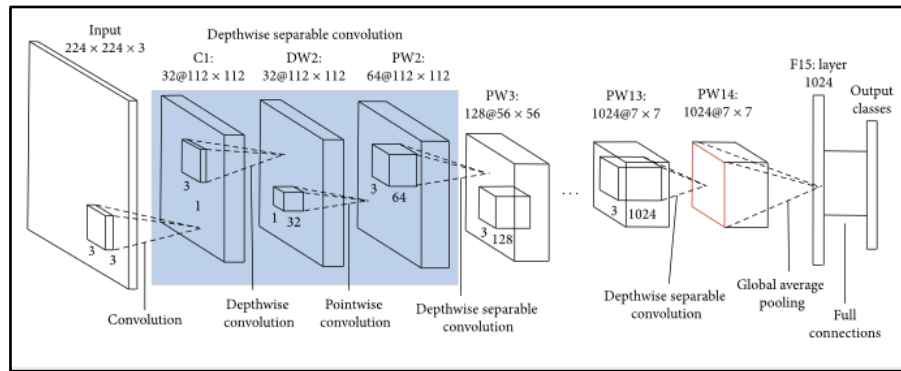 Input
224 × 224 × 3
Depthwise separable convolution
C1:
32@112 × 112
DW2:
32@112 × 112
PW2:
64@112 × 112
PW3:
128@56 × 56
PW13:
1024@7 × 7
PW14:
1024@7 × 7
F15: layer
1024
Output
classes
3
3
3
1
1
32
3
64
3
128
...
3
1024
Convolution
Depthwise
convolution
Pointwise
convolution
Depthwise separable
convolution
Depthwise separable
convolution
Global average
pooling
Full
connections